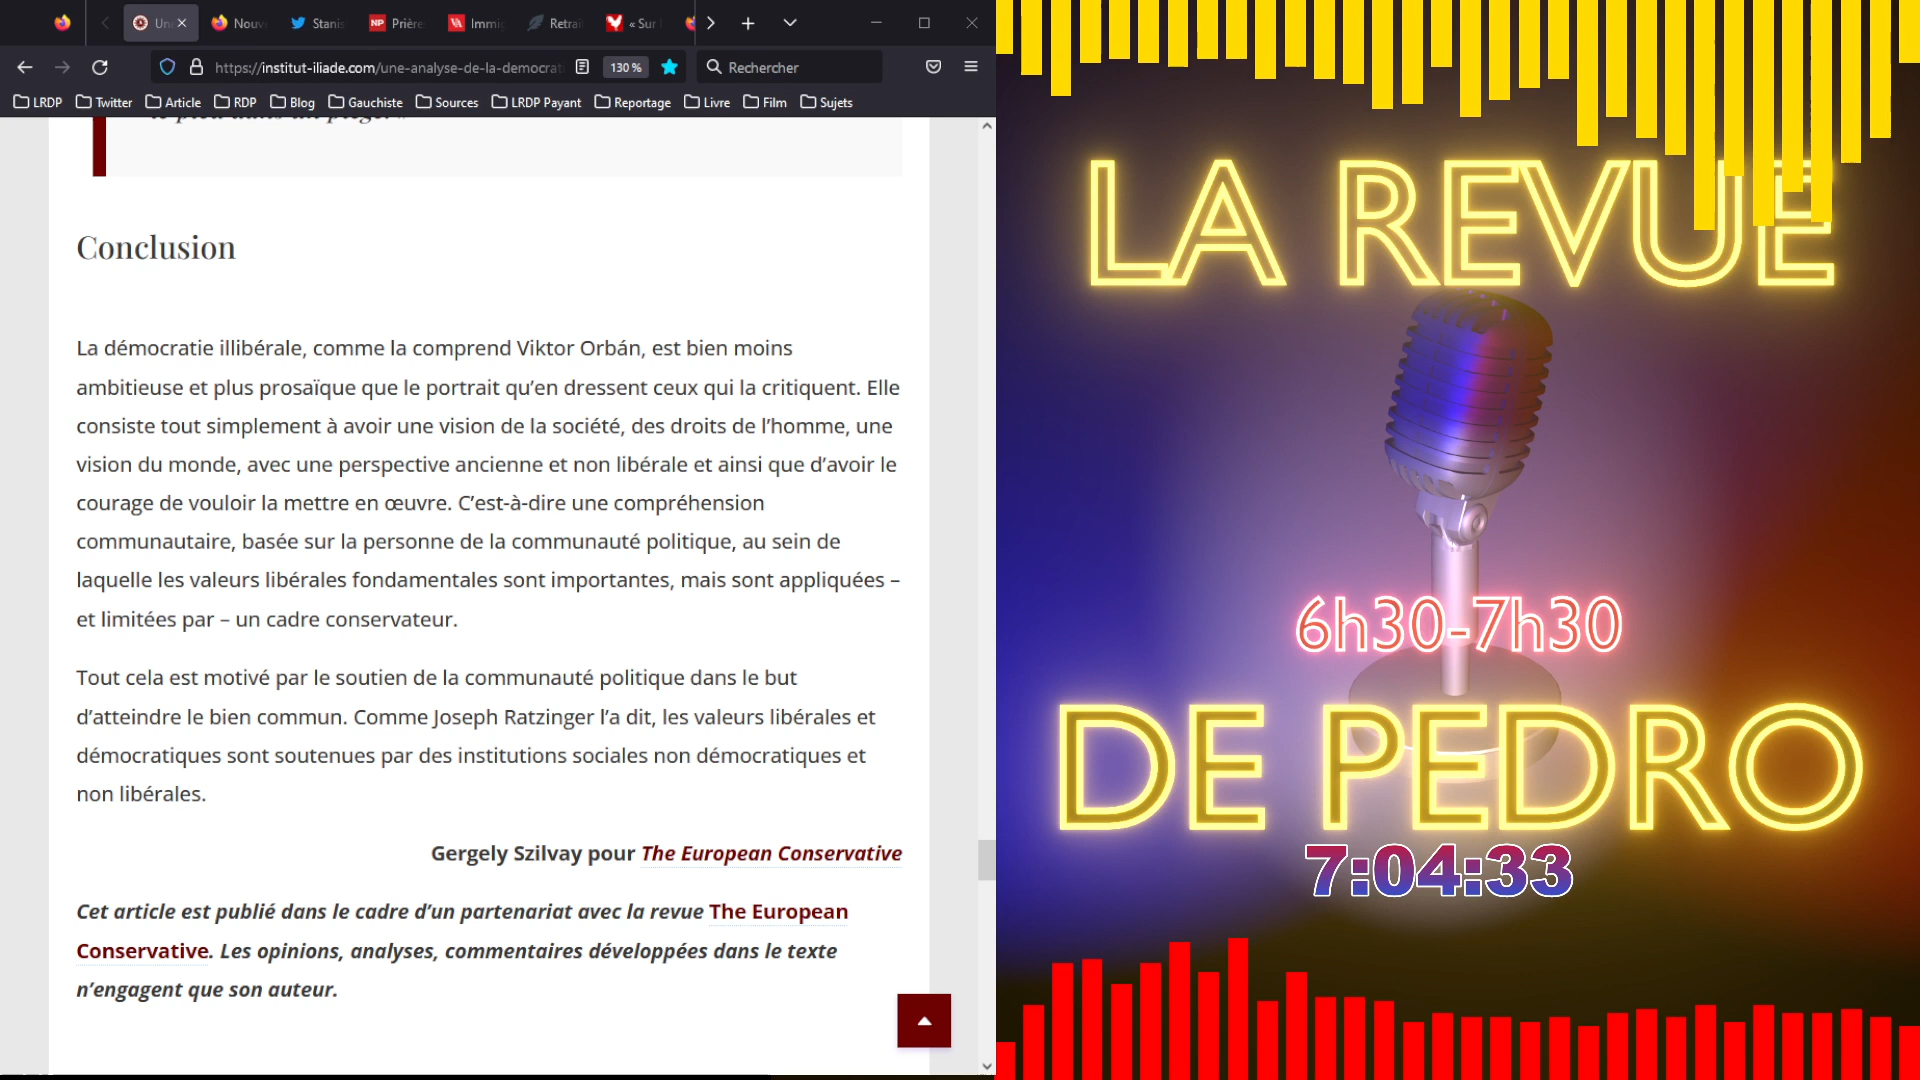 Un
Nouv
Stanis
NP Prière
Immig
Retrai
« Sur
https://institut-iliade.com/une-analyse-de-la-democrat
130 %
Rechercher
LRDP
Twitter
Article
RDP
Blog
Gauchiste
Sources
LRDP Payant
Reportage
Livre
Film
Sujets
Conclusion
La démocratie illibérale, comme la comprend Viktor Orbán, est bien moins
ambitieuse et plus prosaïque que le portrait qu’en dressent ceux qui la critiquent. Elle
consiste tout simplement à avoir une vision de la société, des droits de l’homme, une
vision du monde, avec une perspective ancienne et non libérale et ainsi que d’avoir le
courage de vouloir la mettre en œuvre. C’est-à-dire une compréhension
communautaire, basée sur la personne de la communauté politique, au sein de
laquelle les valeurs libérales fondamentales sont importantes, mais sont appliquées –
et limitées par – un cadre conservateur.
Tout cela est motivé par le soutien de la communauté politique dans le but
d’atteindre le bien commun. Comme Joseph Ratzinger l’a dit, les valeurs libérales et
démocratiques sont soutenues par des institutions sociales non démocratiques et
non libérales.
Gergely Szilvay pour The European Conservative
Cet article est publié dans le cadre d’un partenariat avec la revue The European
Conservative. Les opinions, analyses, commentaires développées dans le texte
n’engagent que son auteur.
LA REVUE
6h30-7h30
DE PEDRO
7:04:33